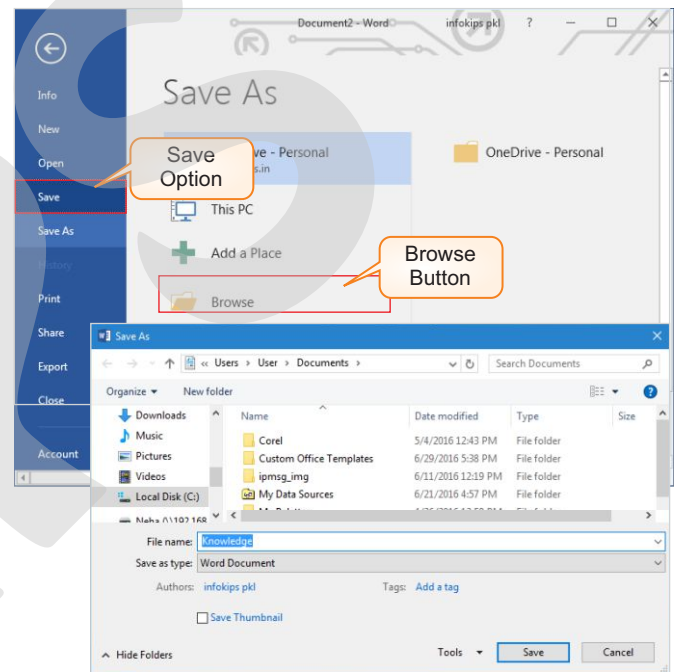 Document2 - Word infokips pkl ?
Save As
Info
New
Open
Save
Save As
History
Print
Share
Export
Close
Account
Save
Option
ve - Personal
s.in
OneDrive - Personal
This PC
Add a Place
Browse
Browse
Button
Save As
« Users › User › Documents ›
Search Documents
Organize
New folder
Name Date modified Type Size
Downloads
Music
Pictures
Videos
Local Disk (C:)
Corel 5/4/2016 12:43 PM File folder
Custom Office Templates 6/29/2016 5:38 PM File folder
ipmsg_img 6/11/2016 12:19 PM File folder
My Data Sources 6/21/2016 4:57 PM File folder
File name: Knowledge
Save as type: Word Document
Authors: infokips pkl Tags: Add a tag
Save Thumbnail
Hide Folders
Tools Save Cancel